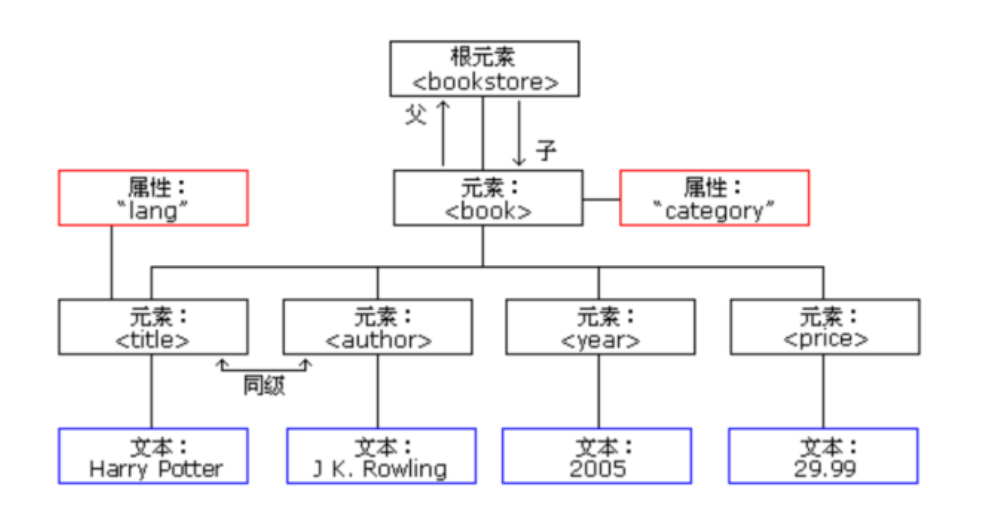 根元素
<bookstore>
父
子
属性：
“lang”
元素：
<book>
属性：
“category”
元素：
<title>
元素：
<author>
元素：
<year>
元素：
<price>
同级
文本：
Harry Potter
文本：
J K. Rowling
文本：
2005
文本：
29.99